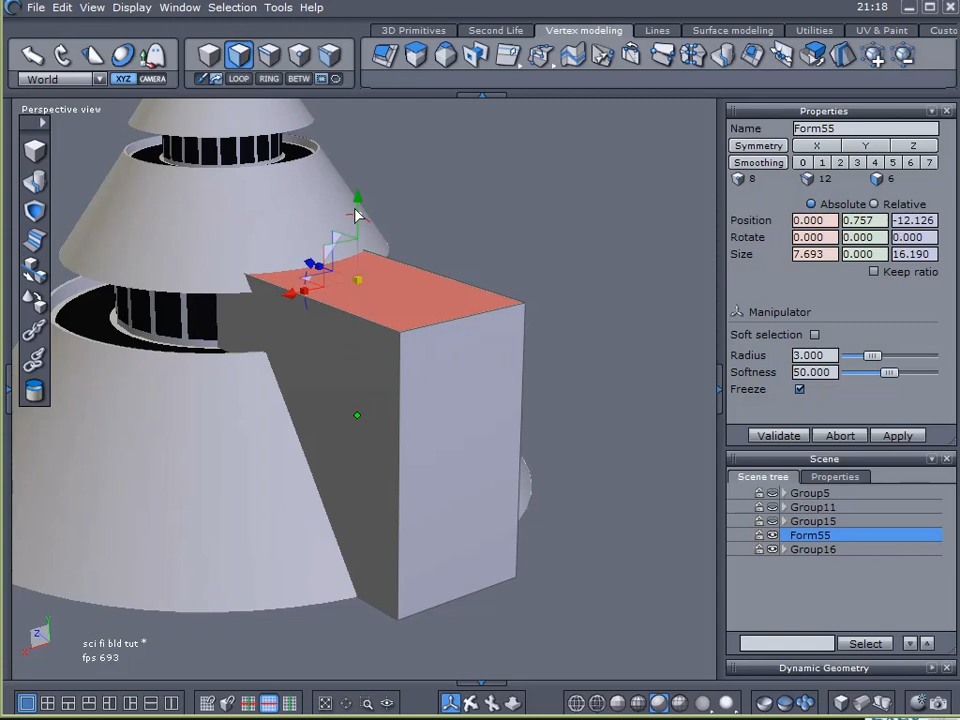 File Edit View Display Window Selection Tools Help 21:18
3D Primitives Second Life Vertex modeling Lines Surface modeling Utilities UV & Paint Custo
World XYZ CAMERA LOOP RING BETW
Perspective view
Properties
Name Form55
Symmetry X Y Z
Smoothing 0 1 2 3 4 5 6 7
8 12 6
Absolute Relative
Position 0.000 0.757 -12.126
Rotate 0.000 0.000 0.000
Size 7.693 0.000 16.190
Keep ratio
Manipulator
Soft selection
Radius 3.000
Softness 50.000
Freeze
Validate Abort Apply
Scene
Scene tree Properties
Group5
Group11
Group15
Form55
Group16
Select
Dynamic Geometry
Y
Z
X
sci fi bld tut *
fps 693